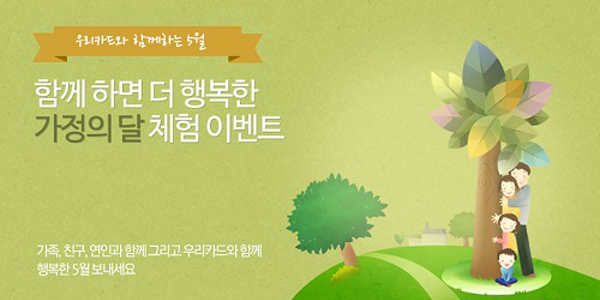 우리카드와 함께하는 5월
함께 하면 더 행복한
가정의 달 체험 이벤트
가족, 친구, 연인과 함께 그리고 우리카드와 함께
행복한 5월 보내세요